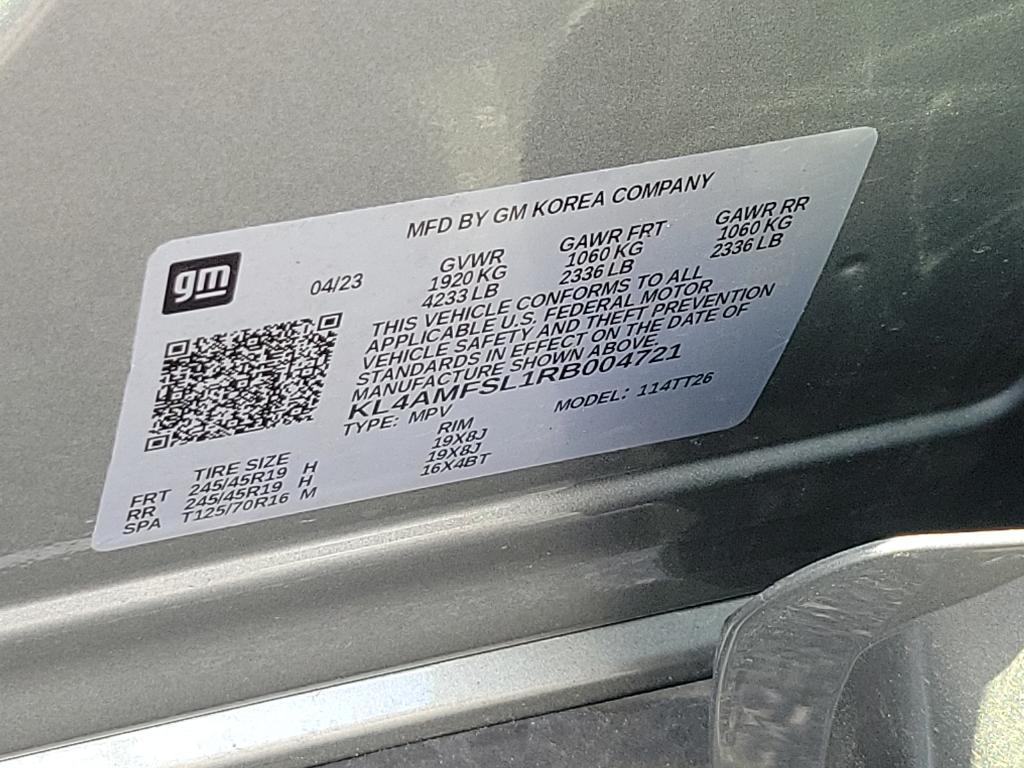 MFD BY GM KOREA COMPANY
gm
04/23
GVWR
1920 KG
4233 LB
GAWR FRT
1060 KG
2336 LB
GAWR RR
1060 KG
2336 LB
THIS VEHICLE CONFORMS TO ALL
APPLICABLE U.S. FEDERAL MOTOR
VEHICLE SAFETY AND THEFT PREVENTION
STANDARDS IN EFFECT ON THE DATE OF
MANUFACTURE SHOWN ABOVE.
KL4AMFSL1RB004721
TYPE: MPV MODEL: 114TT26
TIRE SIZE RIM
FRT 245/45R19 H 19X8J
RR 245/45R19 H 19X8J
SPA T125/70R16 M 16X4BT